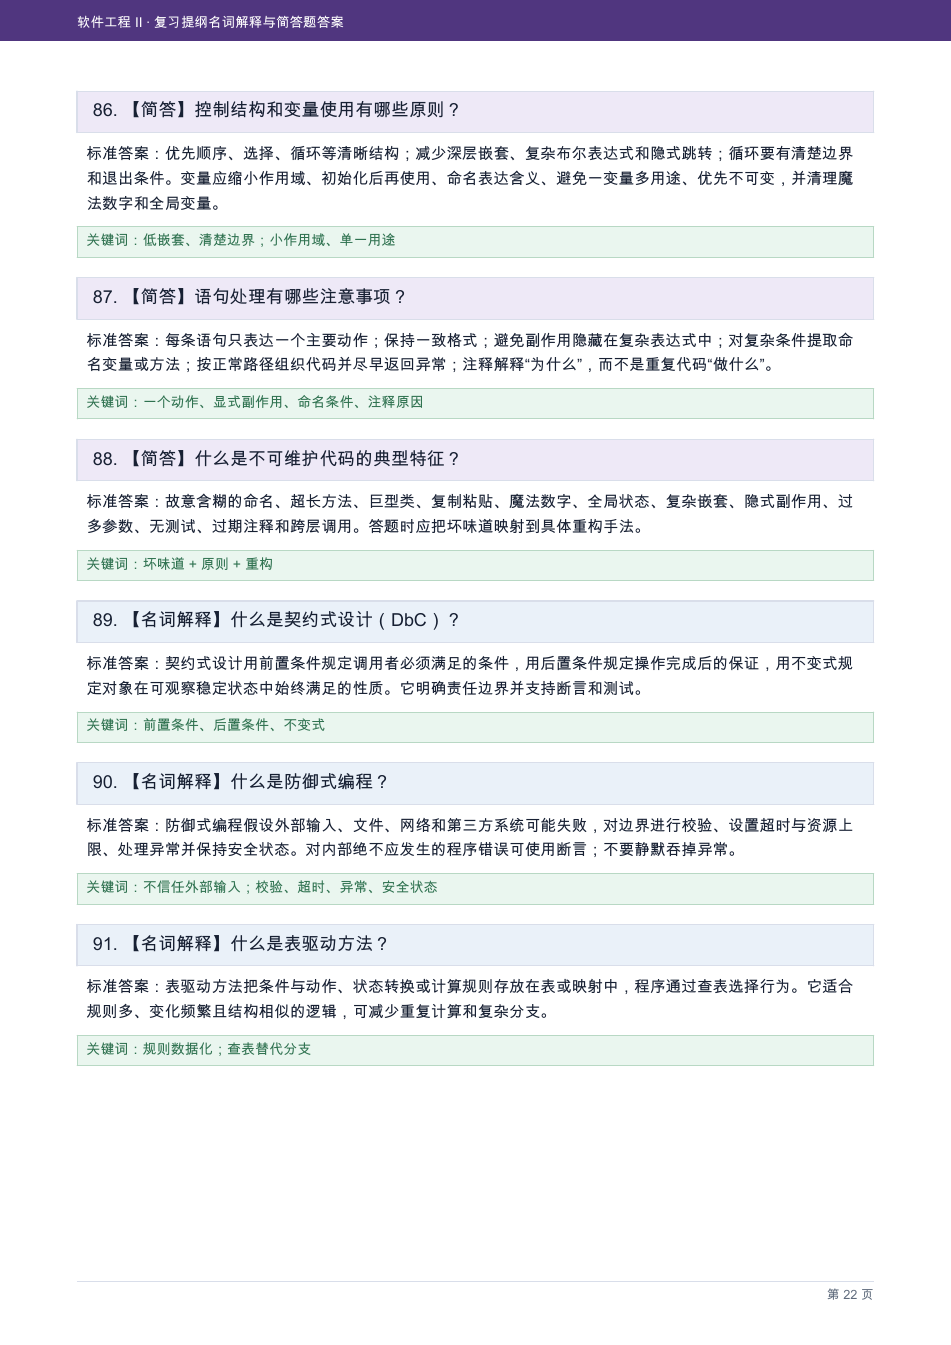 软件工程 II · 复习提纲名词解释与简答题答案
86. 【简答】控制结构和变量使用有哪些原则？
标准答案：优先顺序、选择、循环等清晰结构；减少深层嵌套、复杂布尔表达式和隐式跳转；循环要有清楚边界
和退出条件。变量应缩小作用域、初始化后再使用、命名表达含义、避免一变量多用途、优先不可变，并清理魔
法数字和全局变量。
关键词：低嵌套、清楚边界；小作用域、单一用途
87. 【简答】语句处理有哪些注意事项？
标准答案：每条语句只表达一个主要动作；保持一致格式；避免副作用隐藏在复杂表达式中；对复杂条件提取命
名变量或方法；按正常路径组织代码并尽早返回异常；注释解释“为什么”，而不是重复代码“做什么”。
关键词：一个动作、显式副作用、命名条件、注释原因
88. 【简答】什么是不可维护代码的典型特征？
标准答案：故意含糊的命名、超长方法、巨型类、复制粘贴、魔法数字、全局状态、复杂嵌套、隐式副作用、过
多参数、无测试、过期注释和跨层调用。答题时应把坏味道映射到具体重构手法。
关键词：坏味道 + 原则 + 重构
89. 【名词解释】什么是契约式设计（DbC）？
标准答案：契约式设计用前置条件规定调用者必须满足的条件，用后置条件规定操作完成后的保证，用不变式规
定对象在可观察稳定状态中始终满足的性质。它明确责任边界并支持断言和测试。
关键词：前置条件、后置条件、不变式
90. 【名词解释】什么是防御式编程？
标准答案：防御式编程假设外部输入、文件、网络和第三方系统可能失败，对边界进行校验、设置超时与资源上
限、处理异常并保持安全状态。对内部绝不应发生的程序错误可使用断言；不要静默吞掉异常。
关键词：不信任外部输入；校验、超时、异常、安全状态
91. 【名词解释】什么是表驱动方法？
标准答案：表驱动方法把条件与动作、状态转换或计算规则存放在表或映射中，程序通过查表选择行为。它适合
规则多、变化频繁且结构相似的逻辑，可减少重复计算和复杂分支。
关键词：规则数据化；查表替代分支
第 22 页